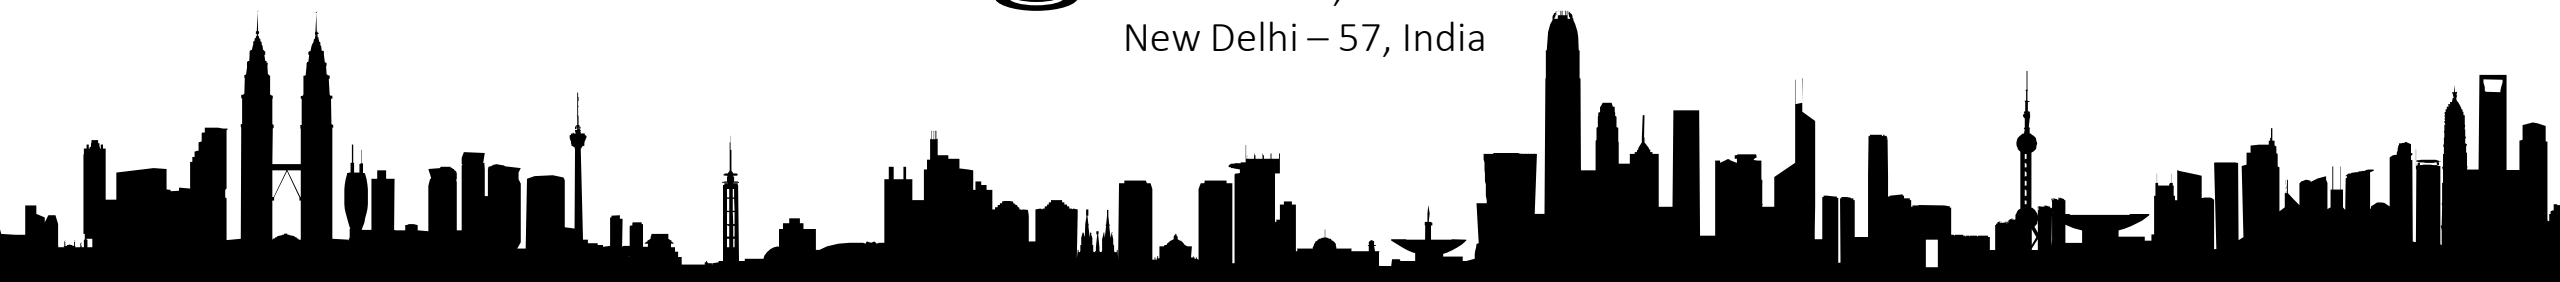 New Delhi – 57, India